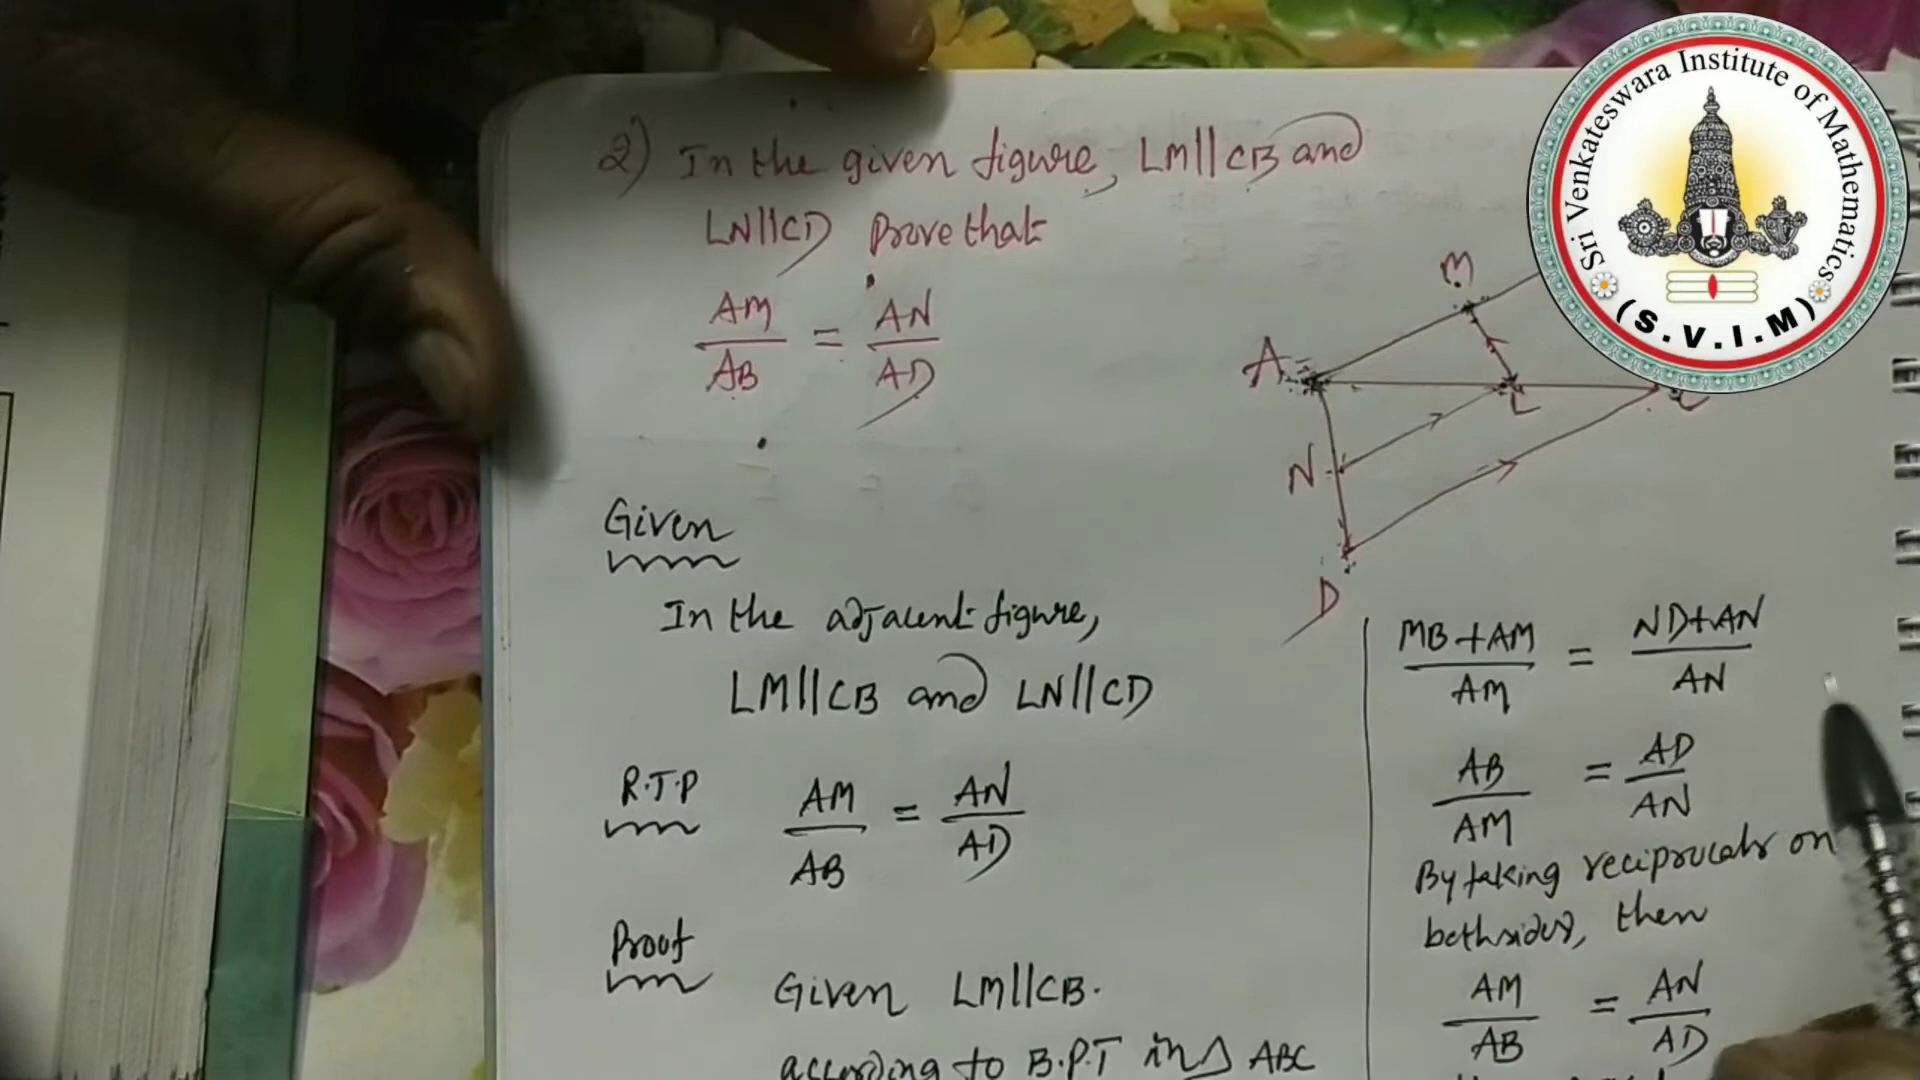 2) In the given figure, LM||CB and
LN||CD Prove that
AM/AB = AN/AD
M
A
L
C
N
D
Given
In the adjacent figure,
LM||CB and LN||CD
R.T.P AM/AB = AN/AD
Proof
Given LM||CB.
according to B.P.T in △ ABC
MB+AM/AM = ND+AN/AN
AB/AM = AD/AN
By taking reciprocals on
bothsides, then
AM/AB = AN/AD
Sri Venkateswara Institute of Mathematics
(S.V.I.M)